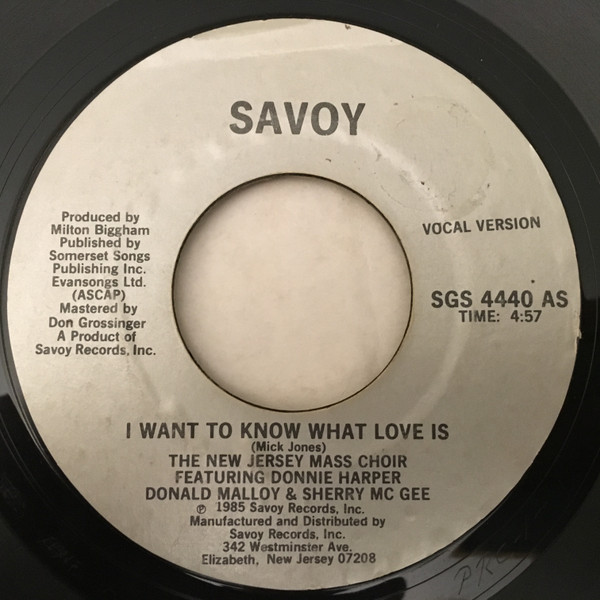 SAVOY
Produced by
Milton Biggham
Published by
Somerset Songs
Publishing Inc.
Evansongs Ltd.
(ASCAP)
Mastered by
Don Grossinger
A Product of
Savoy Records, Inc.
VOCAL VERSION
SGS 4440 AS
TIME: 4:57
I WANT TO KNOW WHAT LOVE IS
(Mick Jones)
THE NEW JERSEY MASS CHOIR
FEATURING DONNIE HARPER
DONALD MALLOY & SHERRY MC GEE
℗ 1985 Savoy Records, Inc.
Manufactured and Distributed by
Savoy Records, Inc.
342 Westminster Ave.
Elizabeth, New Jersey 07208